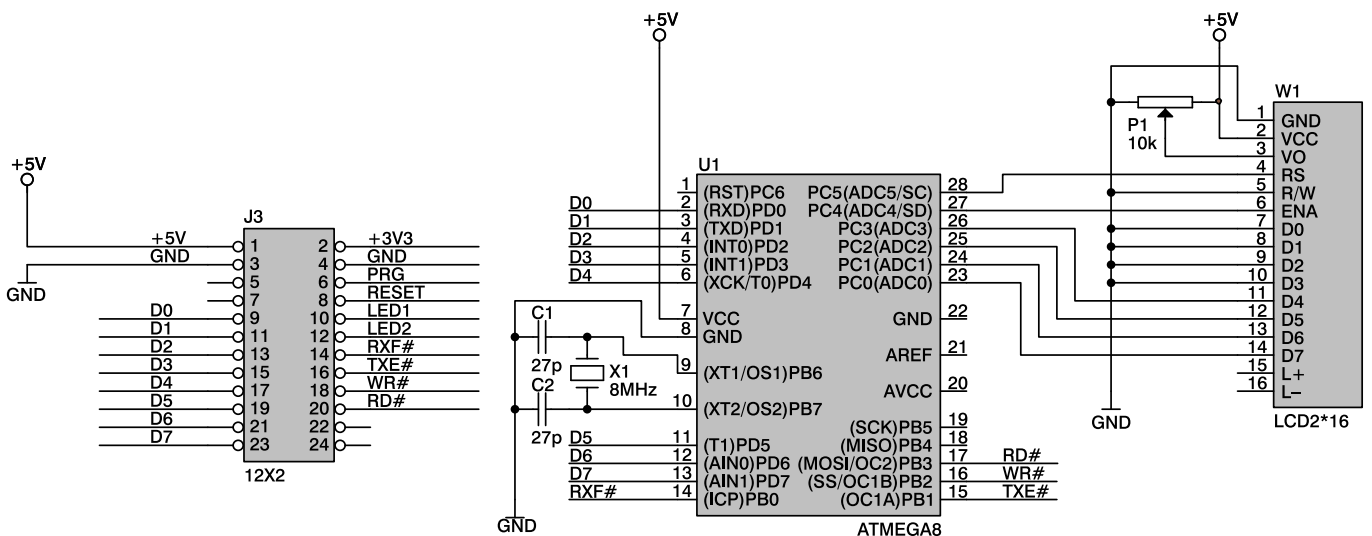 +5V
+5V
+5V
J3
+5V 1 2 +3V3
GND 3 4 GND
5 6 PRG
7 8 RESET
D0 9 10 LED1
D1 11 12 LED2
D2 13 14 RXF#
D3 15 16 TXE#
D4 17 18 WR#
D5 19 20 RD#
D6 21 22
D7 23 24
12X2
GND
U1
1 (RST)PC6 PC5(ADC5/SC) 28
D0 2 (RXD)PD0 PC4(ADC4/SD) 27
D1 3 (TXD)PD1 PC3(ADC3) 26
D2 4 (INT0)PD2 PC2(ADC2) 25
D3 5 (INT1)PD3 PC1(ADC1) 24
D4 6 (XCK/T0)PD4 PC0(ADC0) 23
7 VCC GND 22
8 GND
AREF 21
9 (XT1/OS1)PB6
AVCC 20
10 (XT2/OS2)PB7
(SCK)PB5 19
D5 11 (T1)PD5 (MISO)PB4 18
D6 12 (AIN0)PD6 (MOSI/OC2)PB3 17 RD#
D7 13 (AIN1)PD7 (SS/OC1B)PB2 16 WR#
RXF# 14 (ICP)PB0 (OC1A)PB1 15 TXE#
ATMEGA8
C1
27p
X1
8MHz
C2
27p
GND
P1
10k
GND
W1
1 GND
2 VCC
3 VO
4 RS
5 R/W
6 ENA
7 D0
8 D1
9 D2
10 D3
11 D4
12 D5
13 D6
14 D7
15 L+
16 L−
LCD2*16